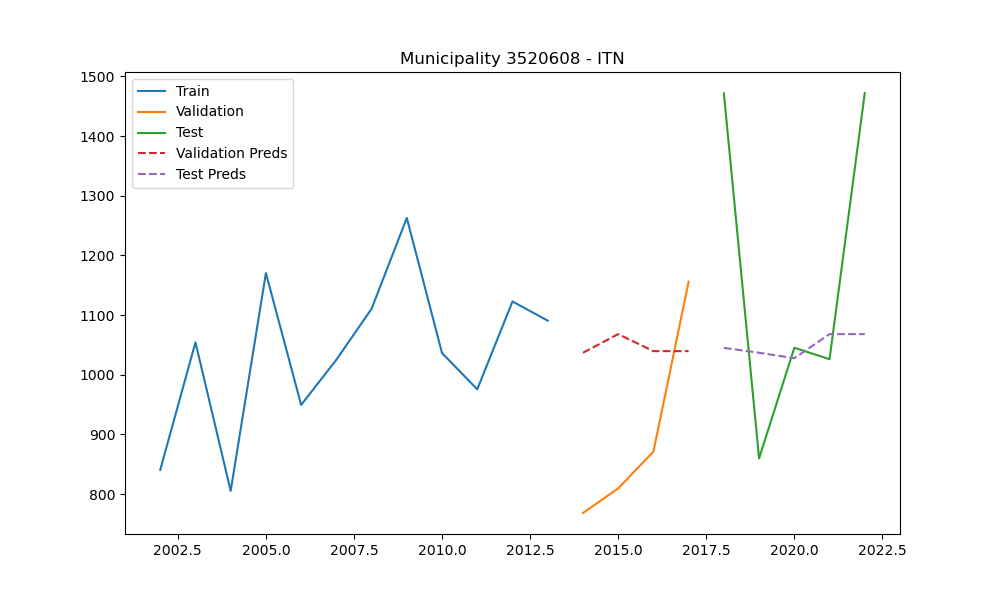 Municipality 3520608 - ITN
1500
1400
1300
1200
1100
1000
900
800
Train
Validation
Test
Validation Preds
Test Preds
2002.5 2005.0 2007.5 2010.0 2012.5 2015.0 2017.5 2020.0 2022.5